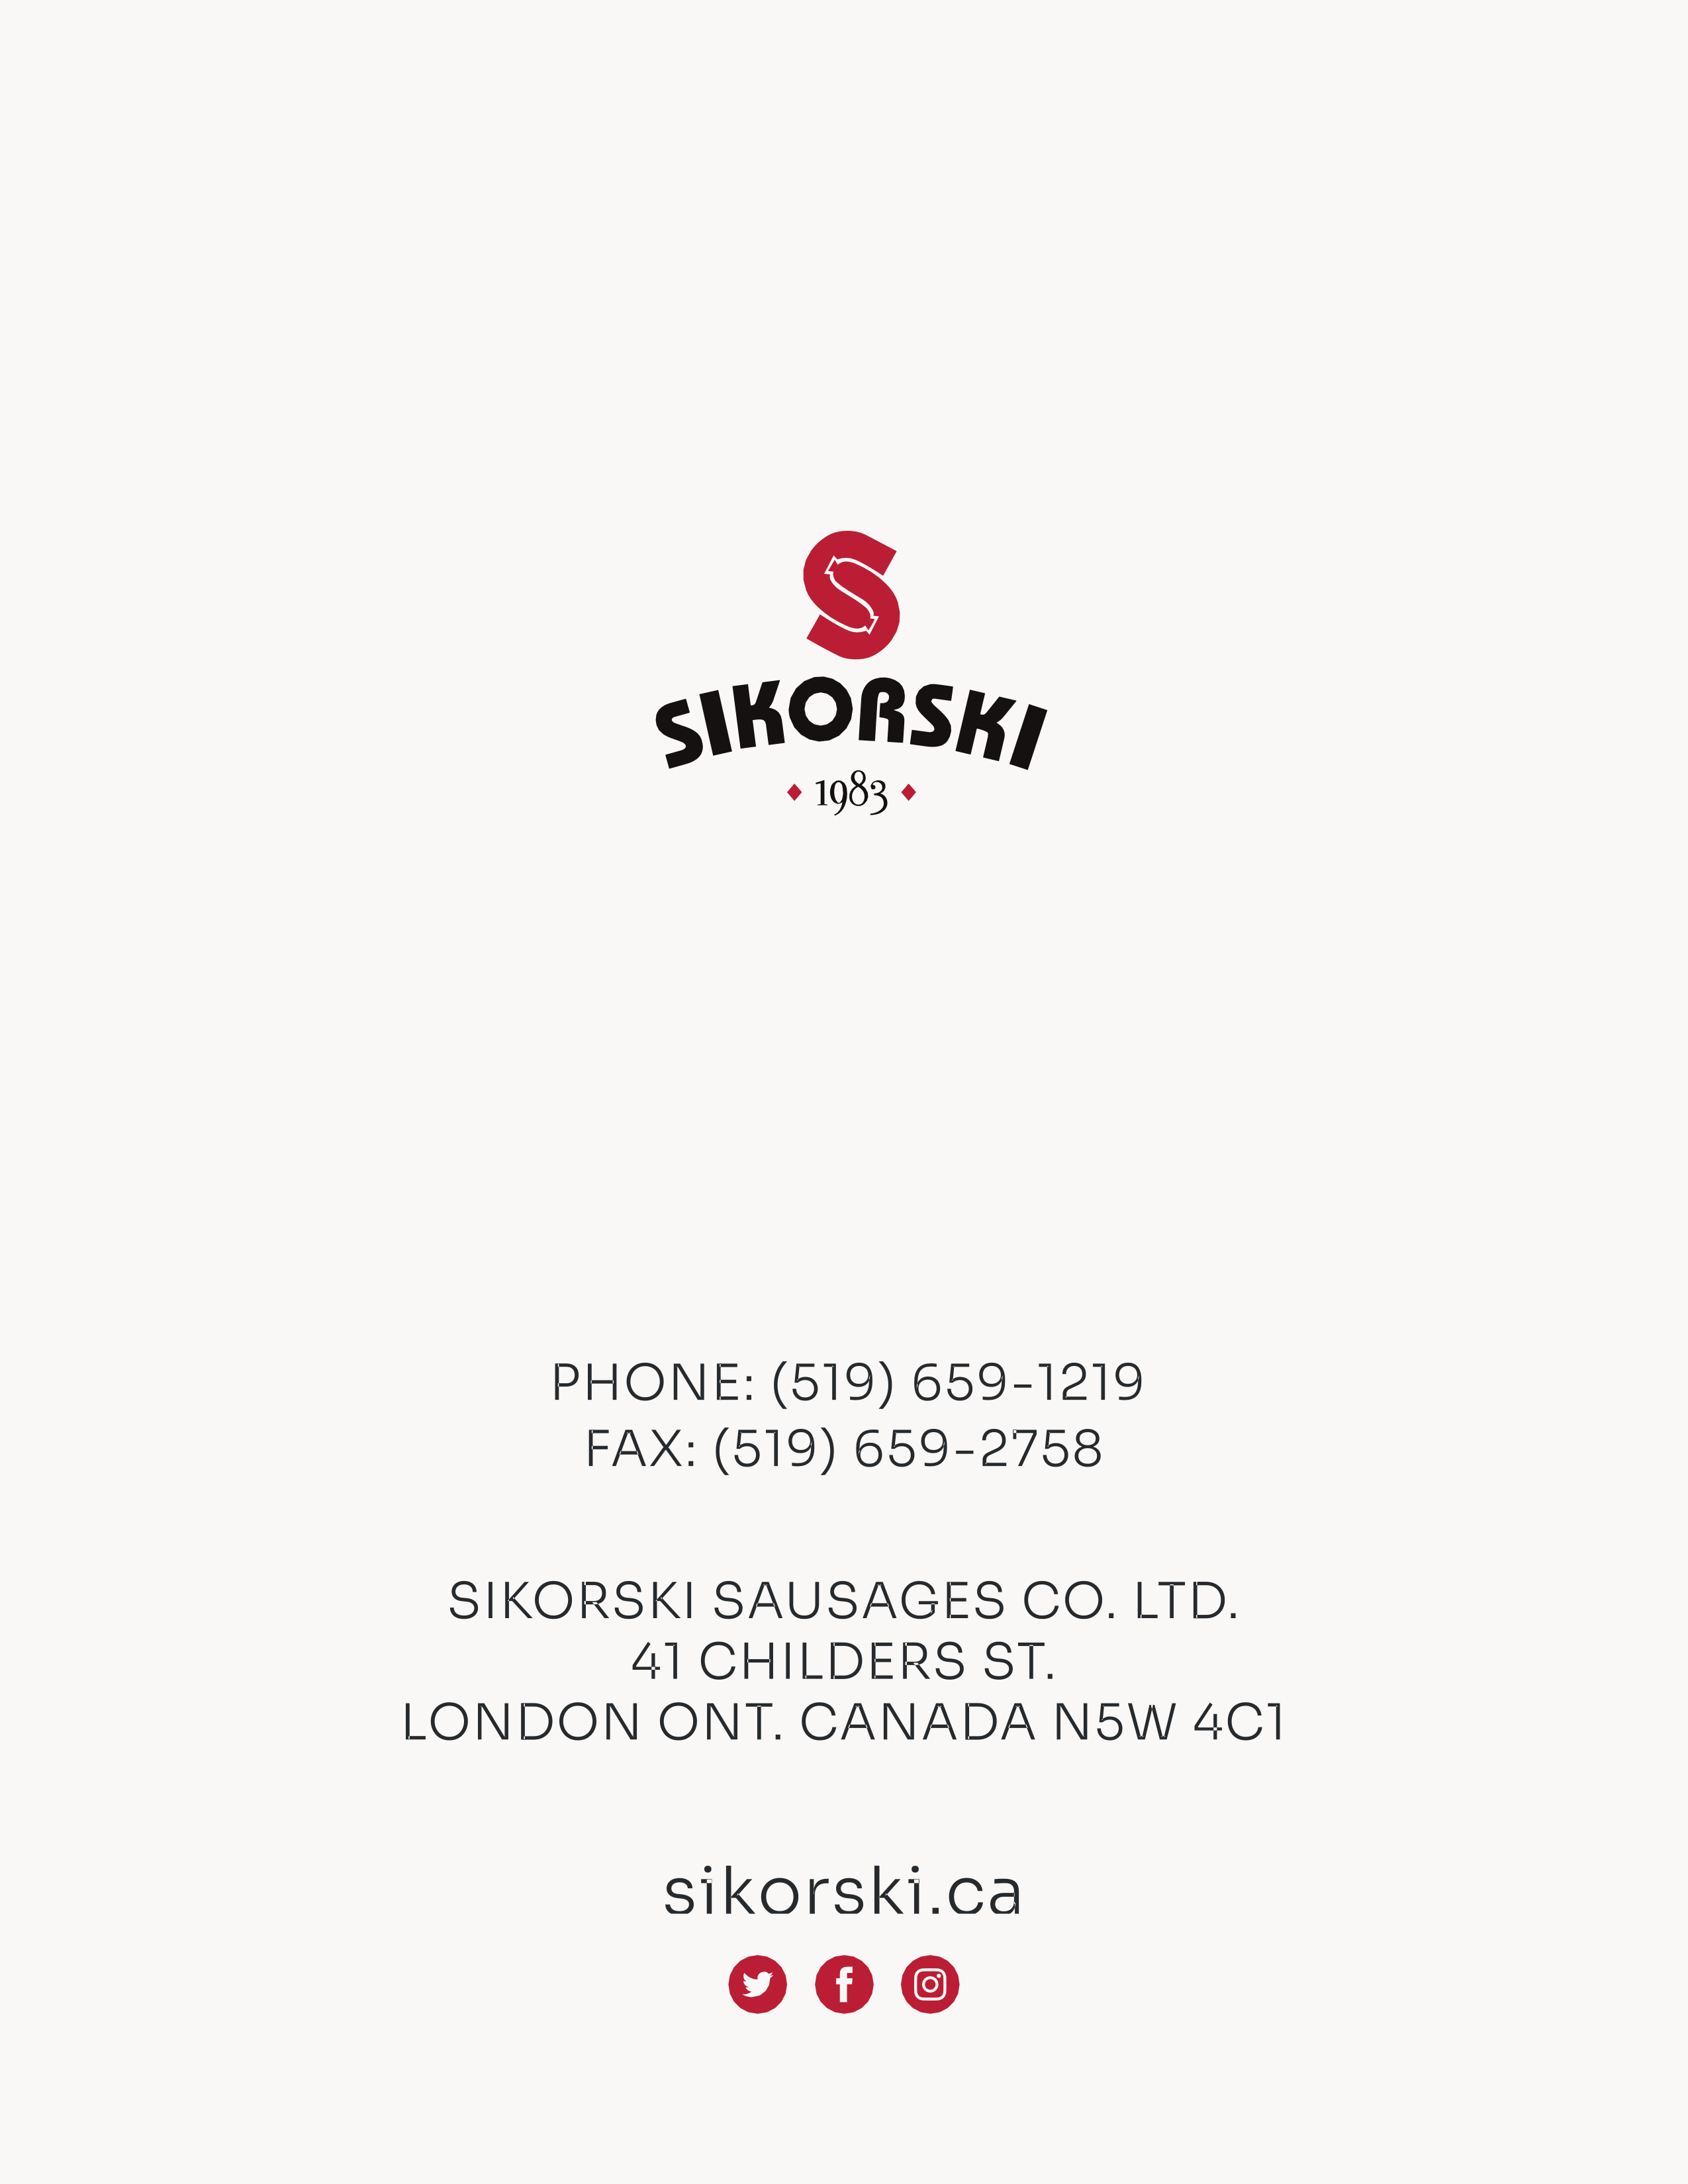 S
SIKORSKI
1983
PHONE: (519) 659-1219
FAX: (519) 659-2758
SIKORSKI SAUSAGES CO. LTD.
41 CHILDERS ST.
LONDON ONT. CANADA N5W 4C1
sikorski.ca